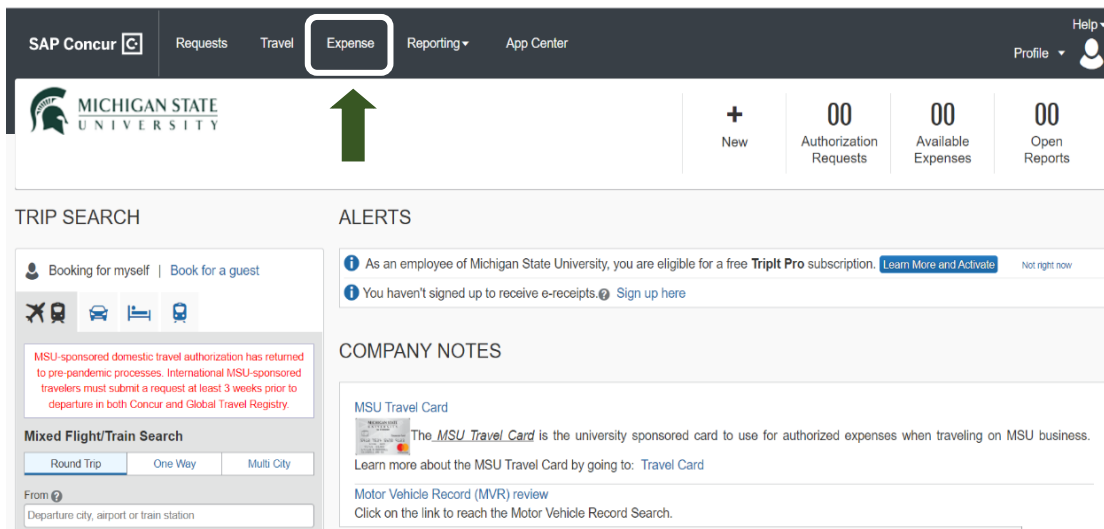 SAP Concur C Requests Travel Expense Reporting App Center Help
Profile
MICHIGAN STATE
UNIVERSITY
+ 00 00 00
New Authorization Available Open
Requests Expenses Reports
TRIP SEARCH
Booking for myself | Book for a guest
MSU-sponsored domestic travel authorization has returned
to pre-pandemic processes. International MSU-sponsored
travelers must submit a request at least 3 weeks prior to
departure in both Concur and Global Travel Registry.
Mixed Flight/Train Search
Round Trip One Way Multi City
From ?
Departure city, airport or train station
ALERTS
As an employee of Michigan State University, you are eligible for a free TripIt Pro subscription. Learn More and Activate Not right now
You haven't signed up to receive e-receipts. ? Sign up here
COMPANY NOTES
MSU Travel Card
The MSU Travel Card is the university sponsored card to use for authorized expenses when traveling on MSU business.
Learn more about the MSU Travel Card by going to: Travel Card
Motor Vehicle Record (MVR) review
Click on the link to reach the Motor Vehicle Record Search.